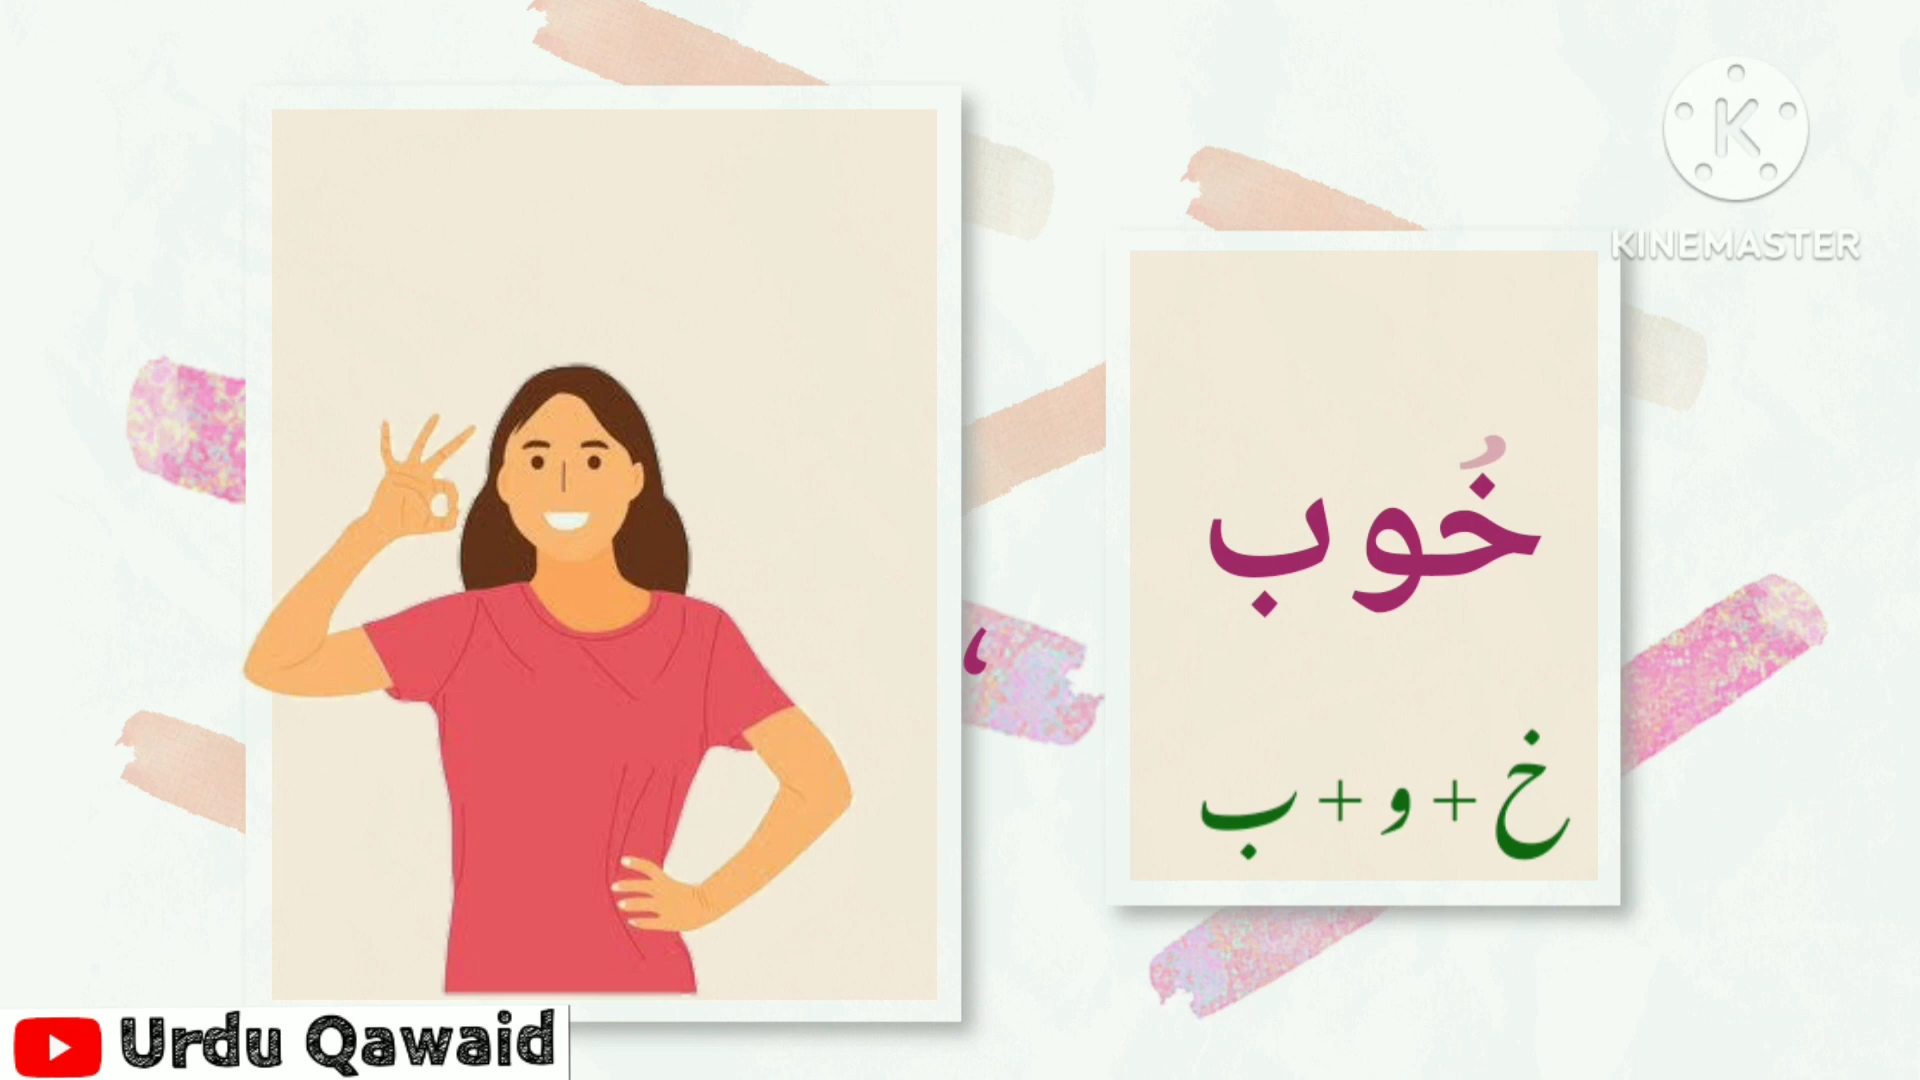 KINEMASTER
خُوب
خ + و + ب
Urdu Qawaid